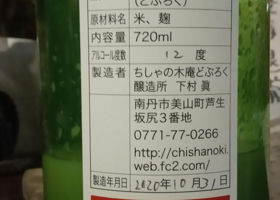 (どぶろく)
原材料名 米、麹
内容量 720ml
アルコール度数 12 度
製造者 ちしゃの木庵どぶろく
醸造所 下村 眞
南丹市美山町芦生
坂尻3番地
0771-77-0266
http://chishanoki.
web.fc2.com/
製造年月日 2020年10月31日